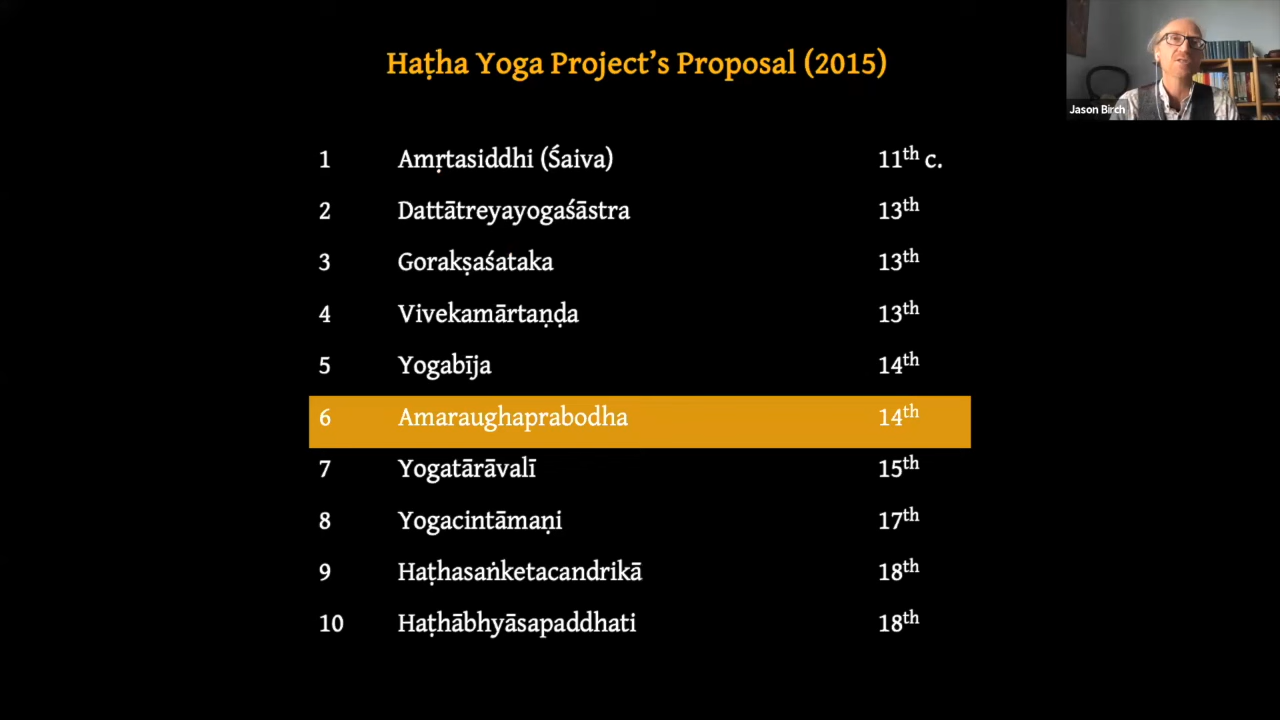 Haṭha Yoga Project’s Proposal (2015)
Jason Birch
1 Amṛtasiddhi (Śaiva) 11th c.
2 Dattātreyayogaśāstra 13th
3 Gorakṣaśataka 13th
4 Vivekamārtaṇḍa 13th
5 Yogabīja 14th
6 Amaraughaprabodha 14th
7 Yogatārāvalī 15th
8 Yogacintāmaṇi 17th
9 Haṭhasaṅketacandrikā 18th
10 Haṭhābhyāsapaddhati 18th